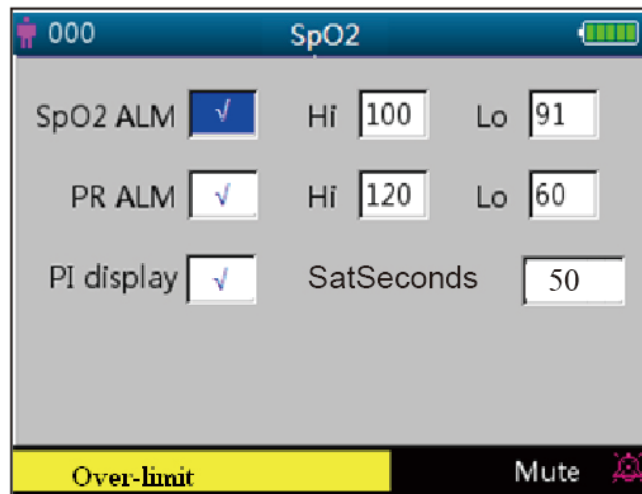 000 SpO2
SpO2 ALM √ Hi 100 Lo 91
PR ALM √ Hi 120 Lo 60
PI display √ SatSeconds 50
Over-limit Mute